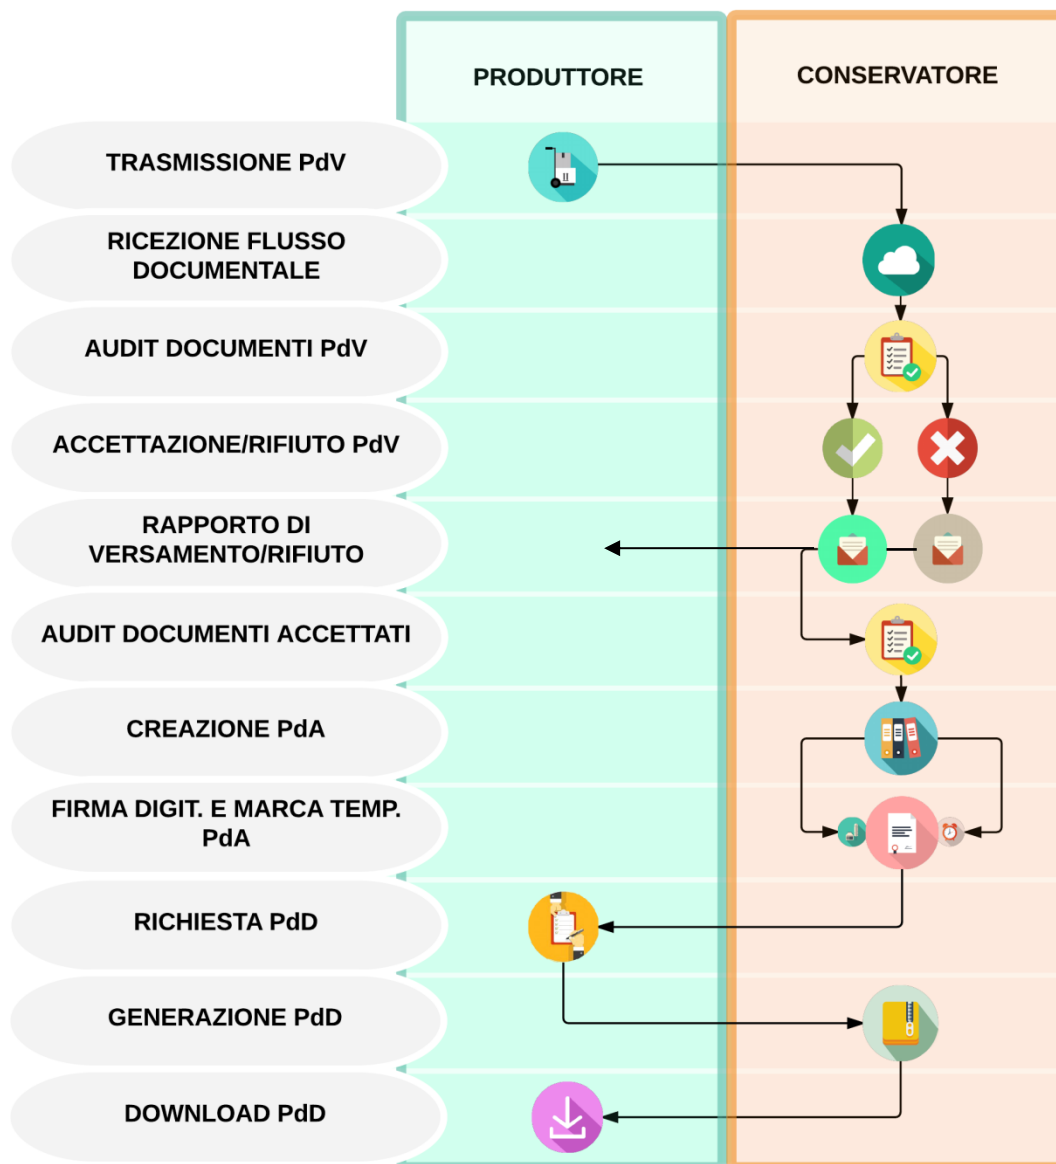 PRODUTTORE
CONSERVATORE
TRASMISSIONE PdV
RICEZIONE FLUSSO
DOCUMENTALE
AUDIT DOCUMENTI PdV
ACCETTAZIONE/RIFIUTO PdV
RAPPORTO DI
VERSAMENTO/RIFIUTO
AUDIT DOCUMENTI ACCETTATI
CREAZIONE PdA
FIRMA DIGIT. E MARCA TEMP.
PdA
RICHIESTA PdD
GENERAZIONE PdD
DOWNLOAD PdD